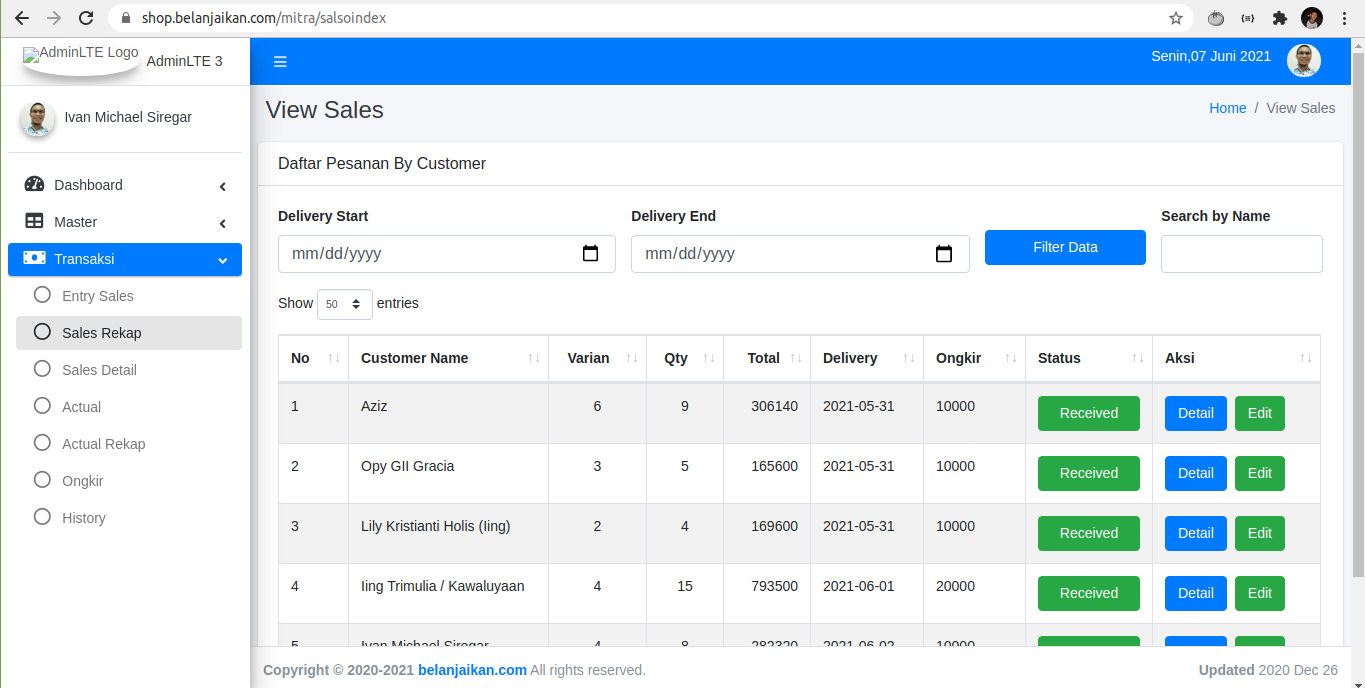 shop.belanjaikan.com/mitra/salsoindex
AdminLTE Logo AdminLTE 3
Senin,07 Juni 2021
Ivan Michael Siregar
Dashboard
Master
Transaksi
Entry Sales
Sales Rekap
Sales Detail
Actual
Actual Rekap
Ongkir
History
View Sales
Home / View Sales
Daftar Pesanan By Customer
Delivery Start Delivery End Search by Name
mm/dd/yyyy mm/dd/yyyy Filter Data
Show 50 entries
No Customer Name Varian Qty Total Delivery Ongkir Status Aksi
1 Aziz 6 9 306140 2021-05-31 10000 Received Detail Edit
2 Opy GII Gracia 3 5 165600 2021-05-31 10000 Received Detail Edit
3 Lily Kristianti Holis (Iing) 2 4 169600 2021-05-31 10000 Received Detail Edit
4 Iing Trimulia / Kawaluyaan 4 15 793500 2021-06-01 20000 Received Detail Edit
5 Ivan Michael Siregar 4 8 282320 2021-06-02 10000
Copyright © 2020-2021 belanjaikan.com All rights reserved.
Updated 2020 Dec 26